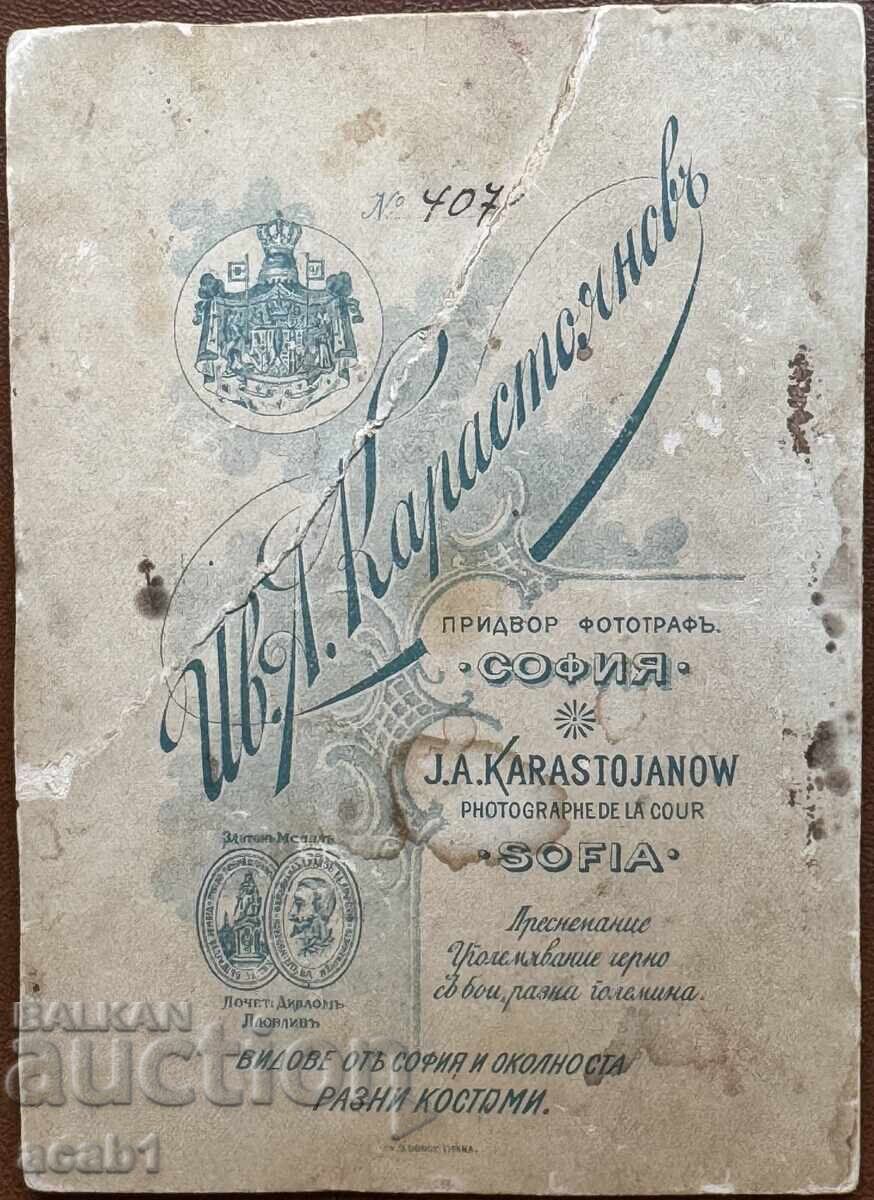 № 407
Ив. А. Карастояновъ
ПРИДВОР ФОТОГРАФЪ.
• СОФИЯ •
J.A. KARASTOJANOW
PHOTOGRAPHE DE LA COUR
• SOFIA •
Златенъ Медалъ
Почет: Дипломъ
Пловдивъ
Преснемание
Уголемявание черно
съ бои, разна големина.
ВИДОВЕ ОТЪ СОФИЯ И ОКОЛНОСТА
РАЗНИ КОСТЮМИ.
BALKAN
auction
acab1